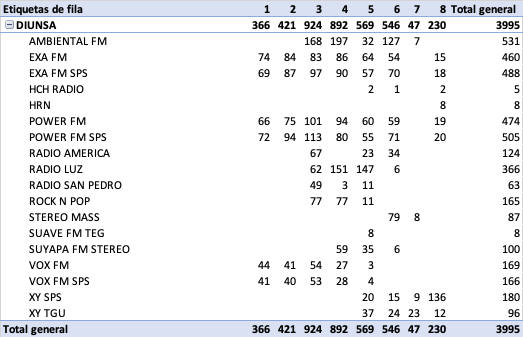 Etiquetas de fila 1 2 3 4 5 6 7 8 Total general
DIUNSA 366 421 924 892 569 546 47 230 3995
AMBIENTAL FM 168 197 32 127 7 531
EXA FM 74 84 83 86 64 54 15 460
EXA FM SPS 69 87 97 90 57 70 18 488
HCH RADIO 2 1 2 5
HRN 8 8
POWER FM 66 75 101 94 60 59 19 474
POWER FM SPS 72 94 113 80 55 71 20 505
RADIO AMERICA 67 23 34 124
RADIO LUZ 62 151 147 6 366
RADIO SAN PEDRO 49 3 11 63
ROCK N POP 77 77 11 165
STEREO MASS 79 8 87
SUAVE FM TEG 8 8
SUYAPA FM STEREO 59 35 6 100
VOX FM 44 41 54 27 3 169
VOX FM SPS 41 40 53 28 4 166
XY SPS 20 15 9 136 180
XY TGU 37 24 23 12 96
Total general 366 421 924 892 569 546 47 230 3995